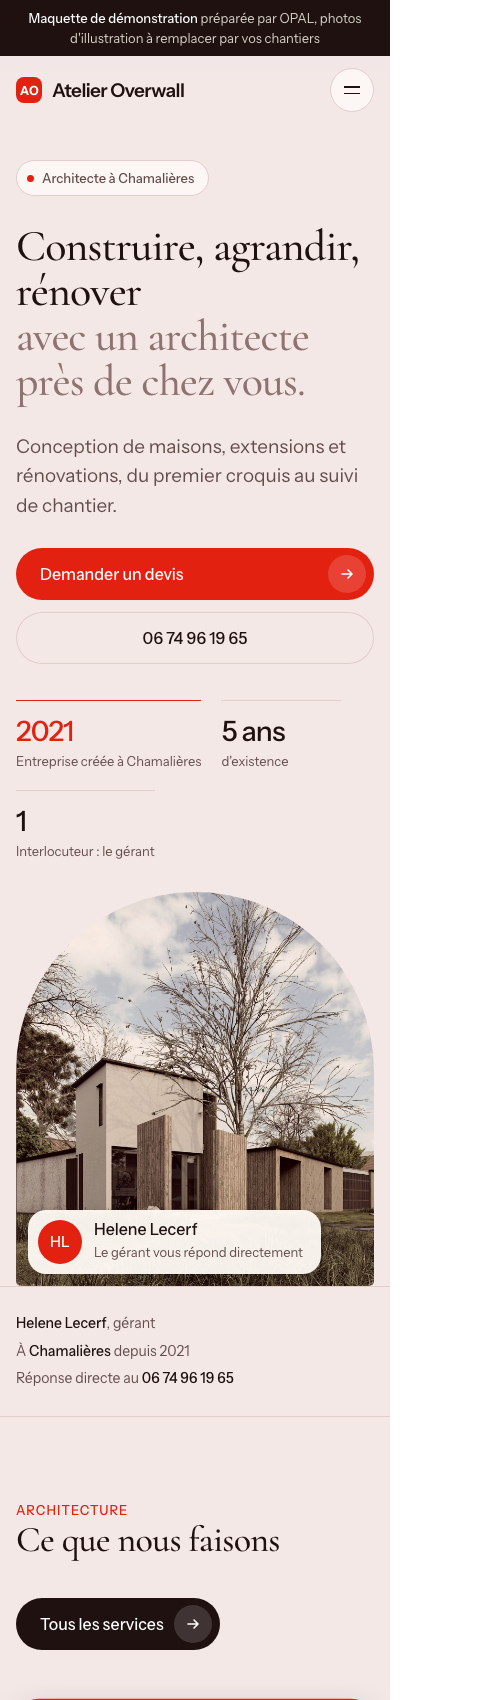 Maquette de démonstration préparée par OPAL, photos
d'illustration à remplacer par vos chantiers
AO Atelier Overwall
Architecte à Chamalières
Construire, agrandir,
rénover
avec un architecte
près de chez vous.
Conception de maisons, extensions et
rénovations, du premier croquis au suivi
de chantier.
Demander un devis
06 74 96 19 65
2021
Entreprise créée à Chamalières
5 ans
d'existence
1
Interlocuteur : le gérant
HL
Helene Lecerf
Le gérant vous répond directement
Helene Lecerf, gérant
À Chamalières depuis 2021
Réponse directe au 06 74 96 19 65
ARCHITECTURE
Ce que nous faisons
Tous les services